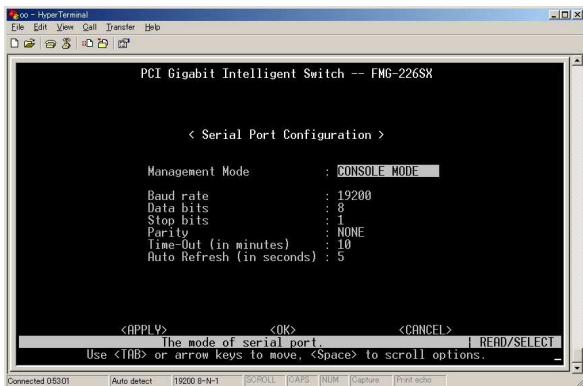 oo - HyperTerminal
File Edit View Call Transfer Help
PCI Gigabit Intelligent Switch -- FMG-226SX
< Serial Port Configuration >
Management Mode : CONSOLE MODE
Baud rate : 19200
Data bits : 8
Stop bits : 1
Parity : NONE
Time-Out (in minutes) : 10
Auto Refresh (in seconds) : 5
<APPLY> <OK> <CANCEL>
The mode of serial port. | READ/SELECT
Use <TAB> or arrow keys to move, <Space> to scroll options.
Connected 0:53:01 Auto detect 19200 8-N-1 SCROLL CAPS NUM Capture Print echo